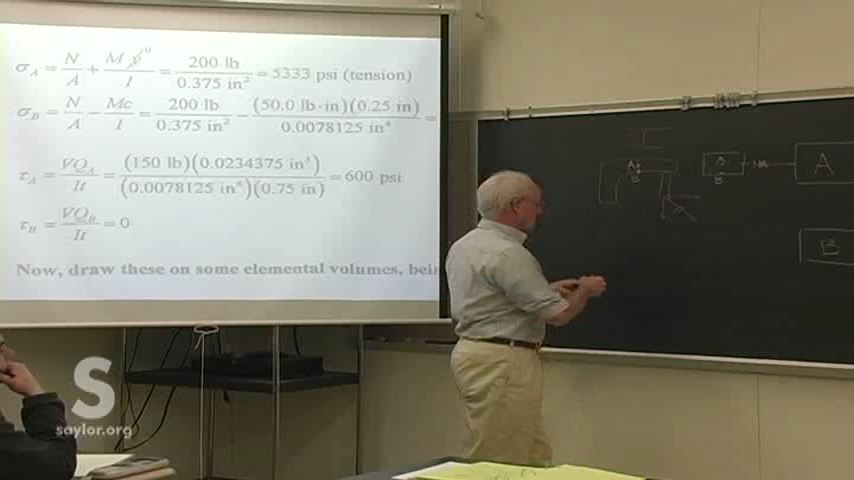 σ_A = N/A + My⁰/I = 200 lb / 0.375 in² = 5333 psi (tension)
σ_B = N/A − Mc/I = 200 lb / 0.375 in² − (50.0 lb·in)(0.25 in) / 0.0078125 in⁴ =
τ_A = VQ_A / It = (150 lb)(0.0234375 in³) / (0.0078125 in⁴)(0.75 in) = 600 psi
τ_B = VQ_B / It = 0
Now, draw these on some elemental volumes, bein
A
B
A
B
S
saylor.org